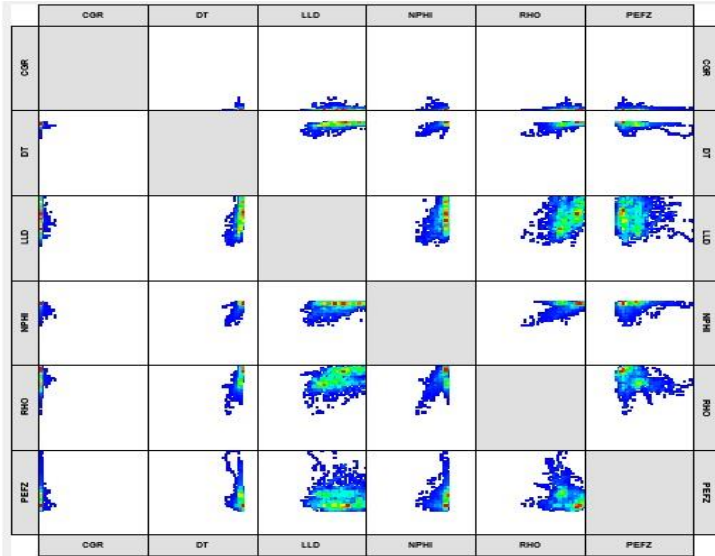 CGR DT LLD NPHI RHO PEFZ
CGR CGR
DT DT
LLD LLD
NPHI NPHI
RHO RHO
PEFZ PEFZ
CGR DT LLD NPHI RHO PEFZ